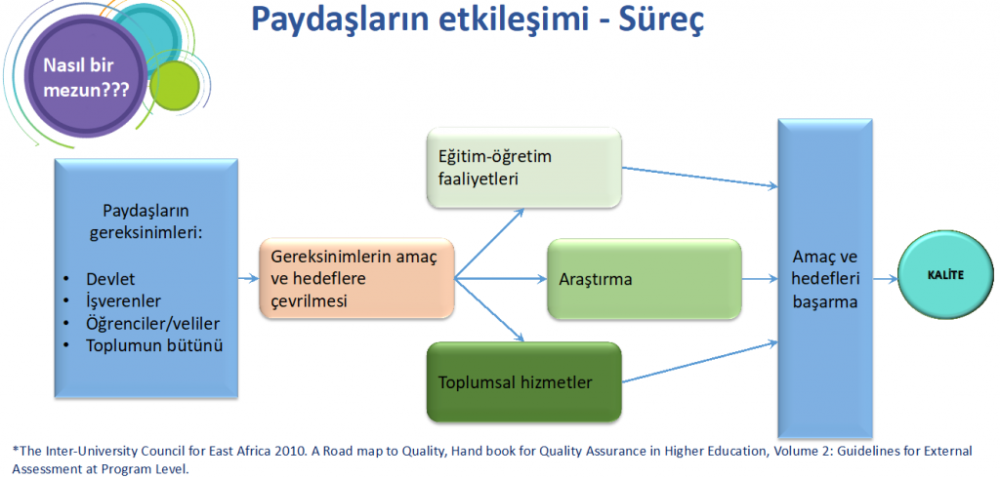 Paydaşların etkileşimi - Süreç
Nasıl bir
mezun???
Paydaşların
gereksinimleri:
• Devlet
• İşverenler
• Öğrenciler/veliler
• Toplumun bütünü
Gereksinimlerin amaç
ve hedeflere
çevrilmesi
Eğitim-öğretim
faaliyetleri
Araştırma
Toplumsal hizmetler
Amaç ve
hedefleri
başarma
KALİTE
*The Inter-University Council for East Africa 2010. A Road map to Quality, Hand book for Quality Assurance in Higher Education, Volume 2: Guidelines for External
Assessment at Program Level.